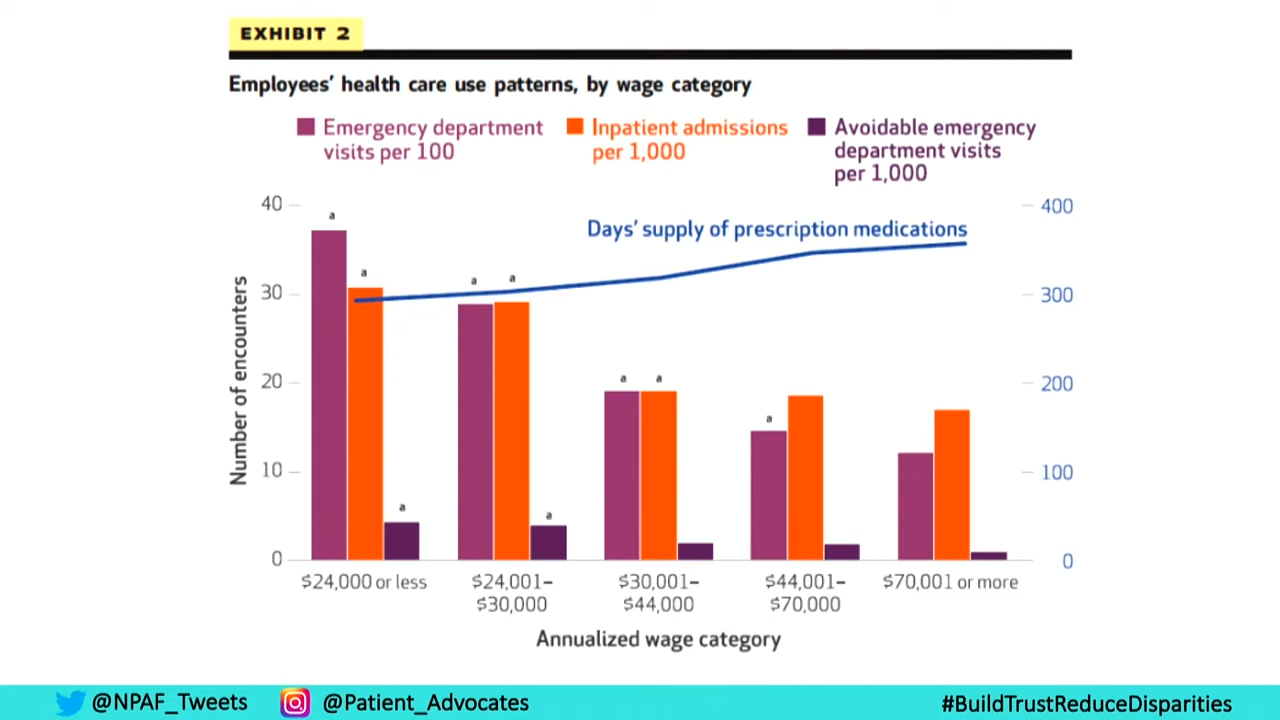 EXHIBIT 2
Employees’ health care use patterns, by wage category
Emergency department
visits per 100
Inpatient admissions
per 1,000
Avoidable emergency
department visits
per 1,000
Number of encounters
40
30
20
10
0
400
300
200
100
0
Days’ supply of prescription medications
a
a
a
a
a
a
a
a
a
$24,000 or less
$24,001–
$30,000
$30,001–
$44,000
$44,001–
$70,000
$70,001 or more
Annualized wage category
@NPAF_Tweets
@Patient_Advocates
#BuildTrustReduceDisparities